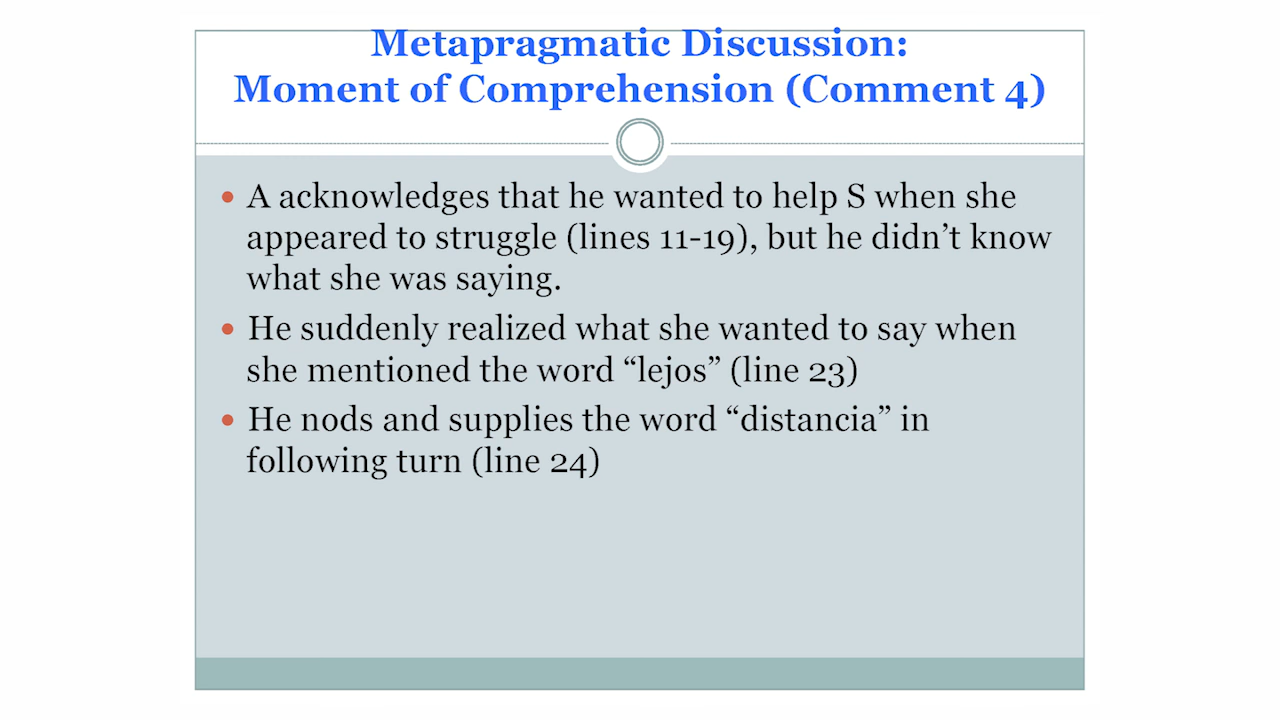 Metapragmatic Discussion:
Moment of Comprehension (Comment 4)
• A acknowledges that he wanted to help S when she
appeared to struggle (lines 11-19), but he didn’t know
what she was saying.
• He suddenly realized what she wanted to say when
she mentioned the word “lejos” (line 23)
• He nods and supplies the word “distancia” in
following turn (line 24)